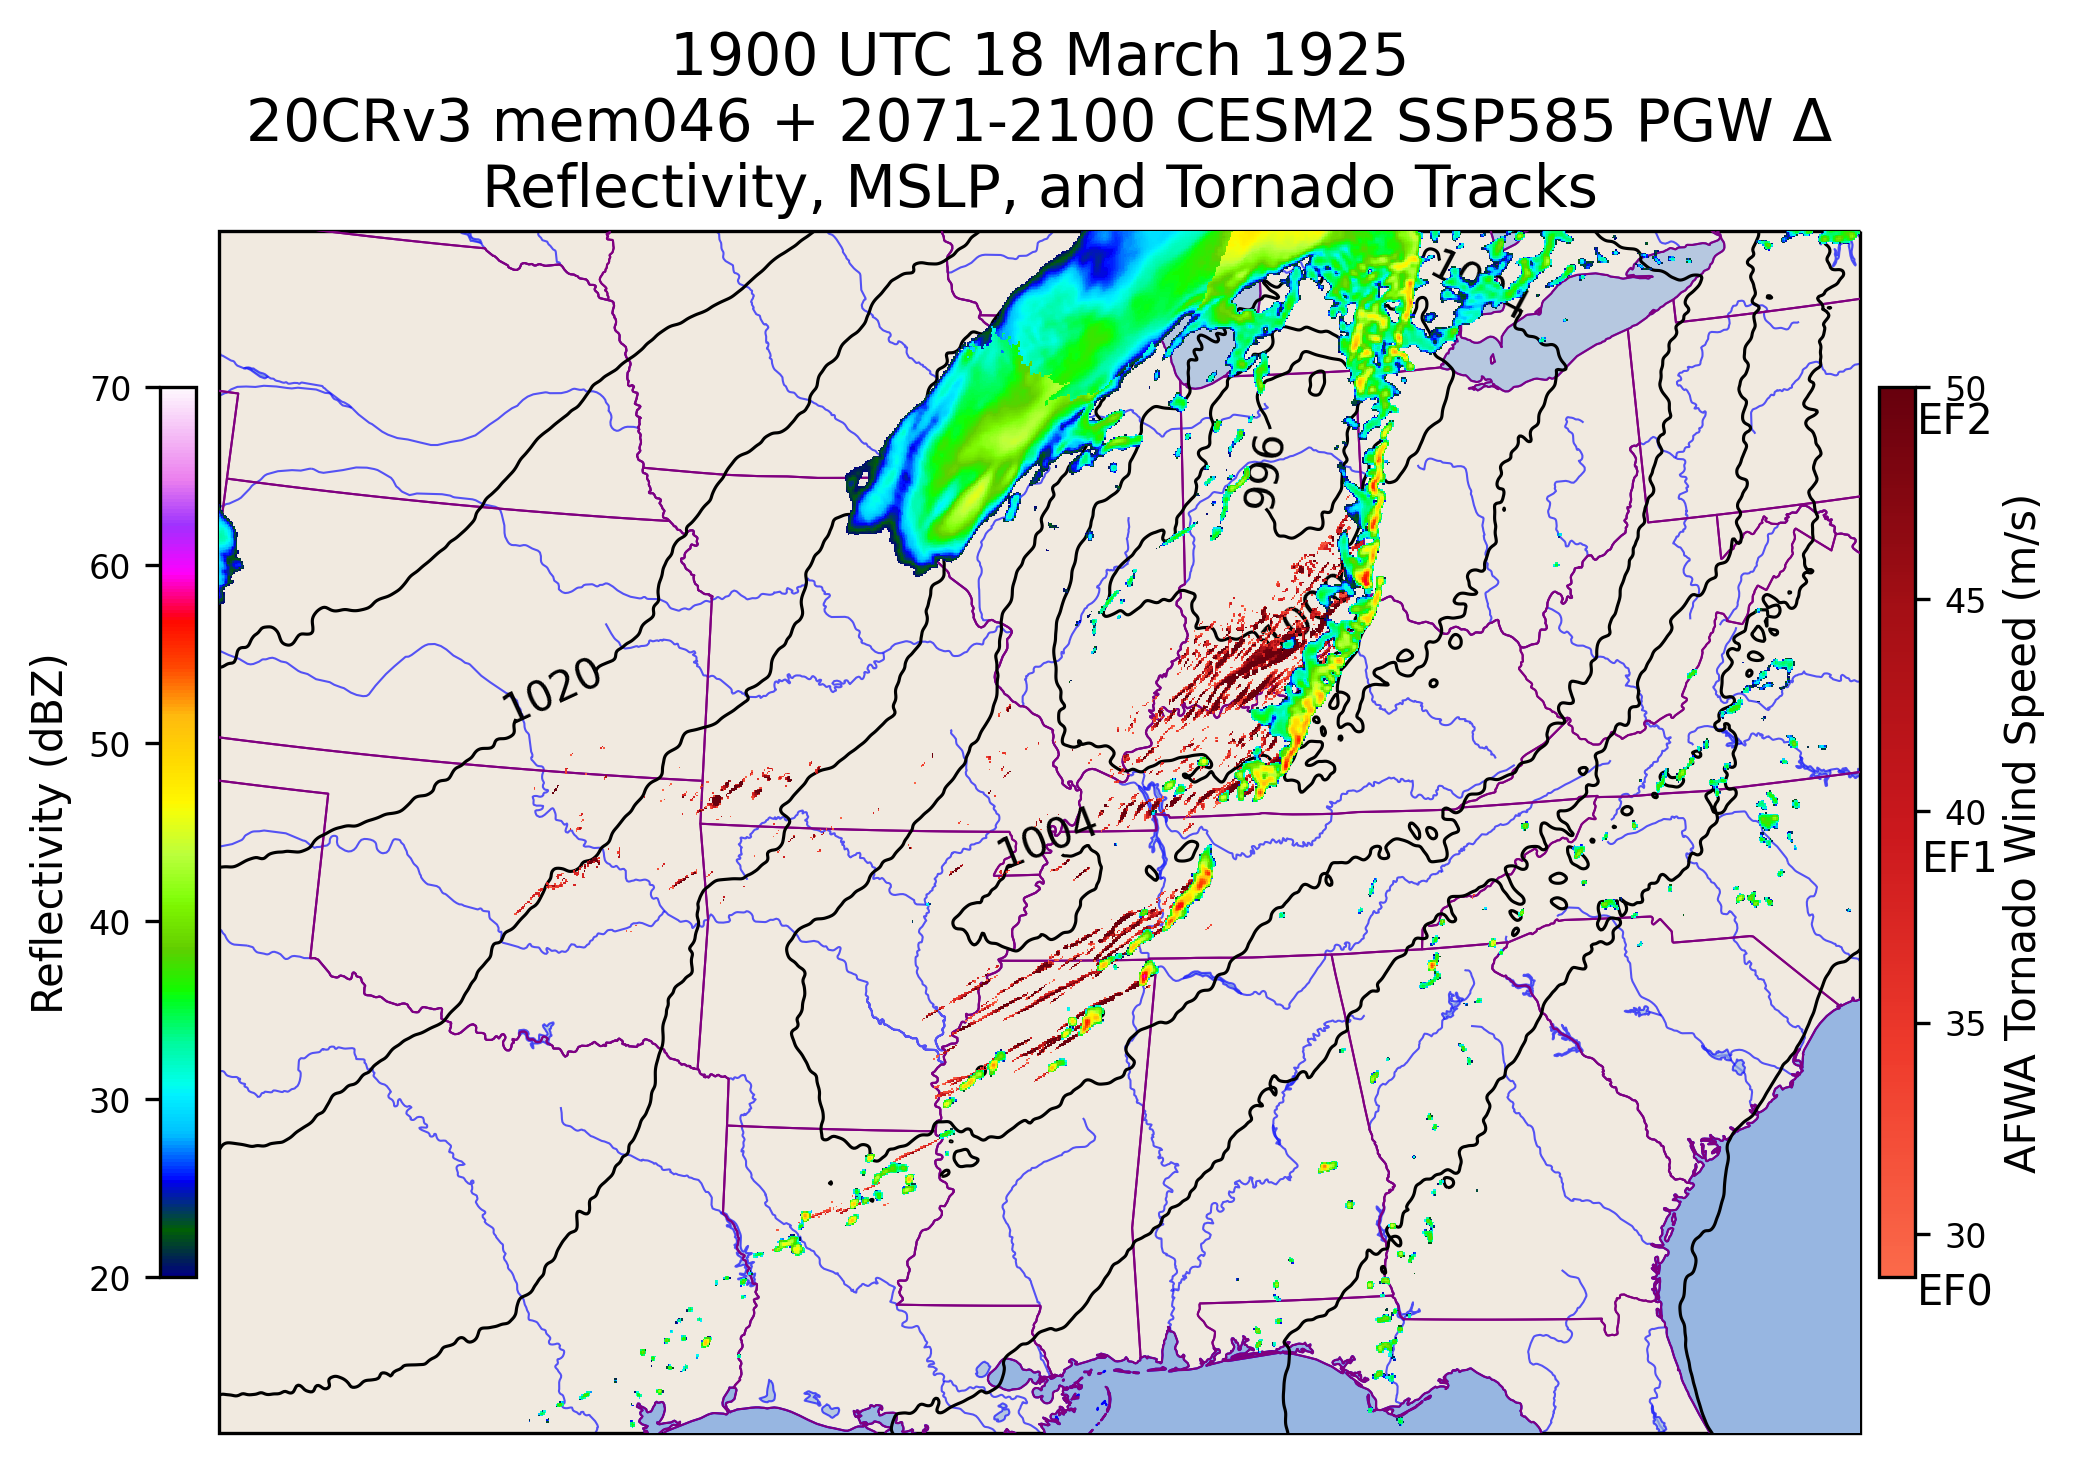 1900 UTC 18 March 1925
20CRv3 mem046 + 2071-2100 CESM2 SSP585 PGW Δ
Reflectivity, MSLP, and Tornado Tracks
Reflectivity (dBZ)
70
60
50
40
30
20
1020
1004
996
50
EF2
45
40
EF1
35
30
EF0
AFWA Tornado Wind Speed (m/s)